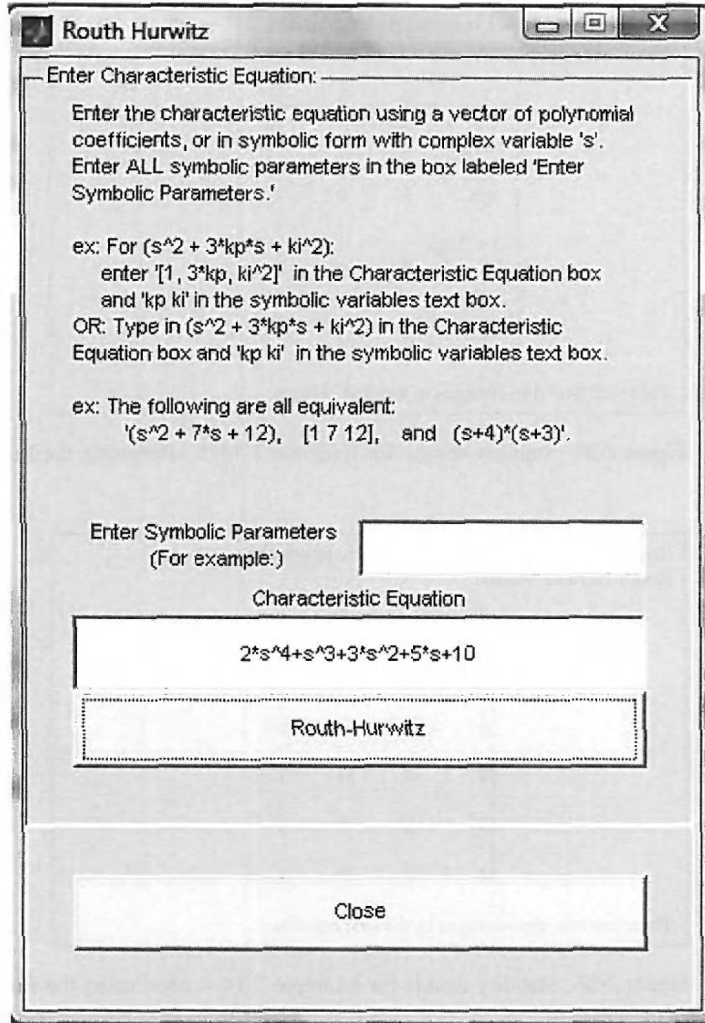 Routh Hurwitz
Enter Characteristic Equation:
Enter the characteristic equation using a vector of polynomial
coefficients, or in symbolic form with complex variable 's'.
Enter ALL symbolic parameters in the box labeled 'Enter
Symbolic Parameters.'
ex: For (s^2 + 3*kp*s + ki^2):
enter '[1, 3*kp, ki^2]' in the Characteristic Equation box
and 'kp ki' in the symbolic variables text box.
OR: Type in (s^2 + 3*kp*s + ki^2) in the Characteristic
Equation box and 'kp ki' in the symbolic variables text box.
ex: The following are all equivalent:
'(s^2 + 7*s + 12), [1 7 12], and (s+4)*(s+3)'.
Enter Symbolic Parameters
(For example:)
Characteristic Equation
2*s^4+s^3+3*s^2+5*s+10
Routh-Hurwitz
Close